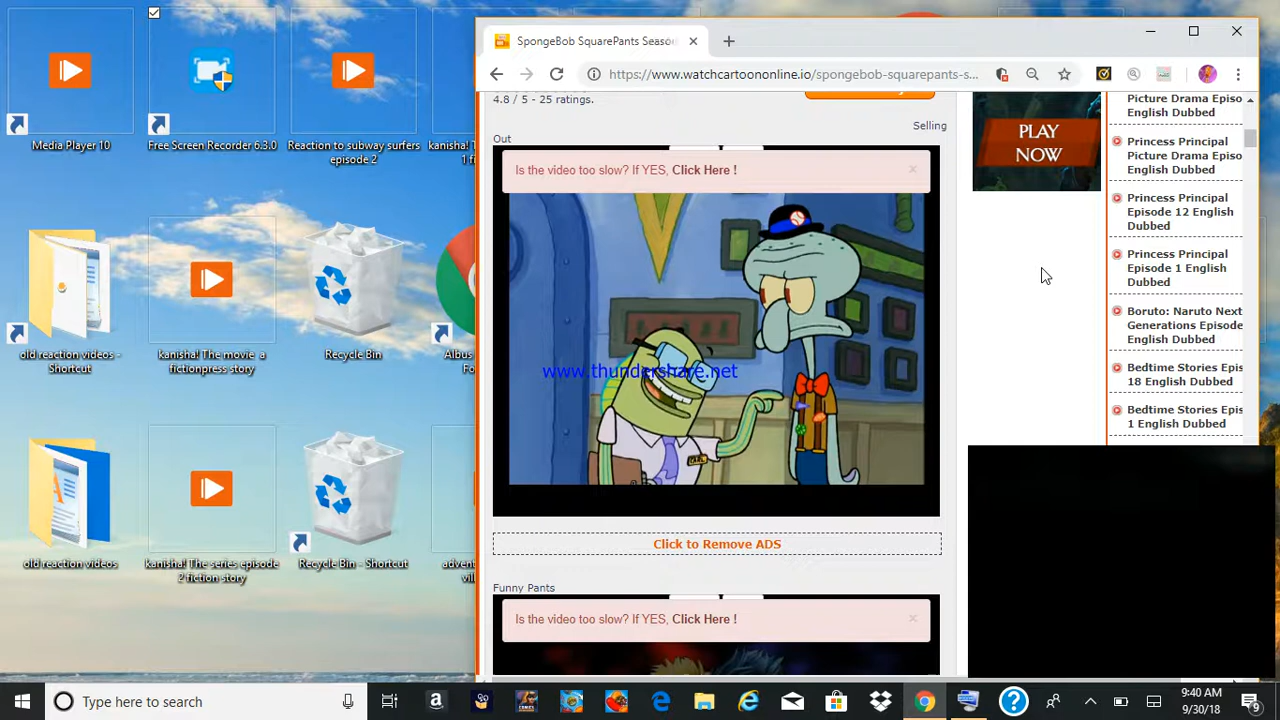 SpongeBob SquarePants Seaso
https://www.watchcartoononline.io/spongebob-squarepants-s...
4.8 / 5 - 25 ratings.
Selling
Out
Is the video too slow? If YES, Click Here !
www.thundershare.net
Click to Remove ADS
Funny Pants
Is the video too slow? If YES, Click Here !
PLAY
NOW
Picture Drama Episo
English Dubbed
Princess Principal
Picture Drama Episo
English Dubbed
Princess Principal
Episode 12 English
Dubbed
Princess Principal
Episode 1 English
Dubbed
Boruto: Naruto Next
Generations Episode
English Dubbed
Bedtime Stories Epis
18 English Dubbed
Bedtime Stories Epis
1 English Dubbed
Media Player 10
Free Screen Recorder 6.3.0
Reaction to subway surfers
episode 2
kanisha!
1 f
old reaction videos -
Shortcut
kanisha! The movie a
fictionpress story
Recycle Bin
Albus
Fo
old reaction videos
kanisha! The series episode
2 fiction story
Recycle Bin - Shortcut
advent
vill
Type here to search
9:40 AM
9/30/18